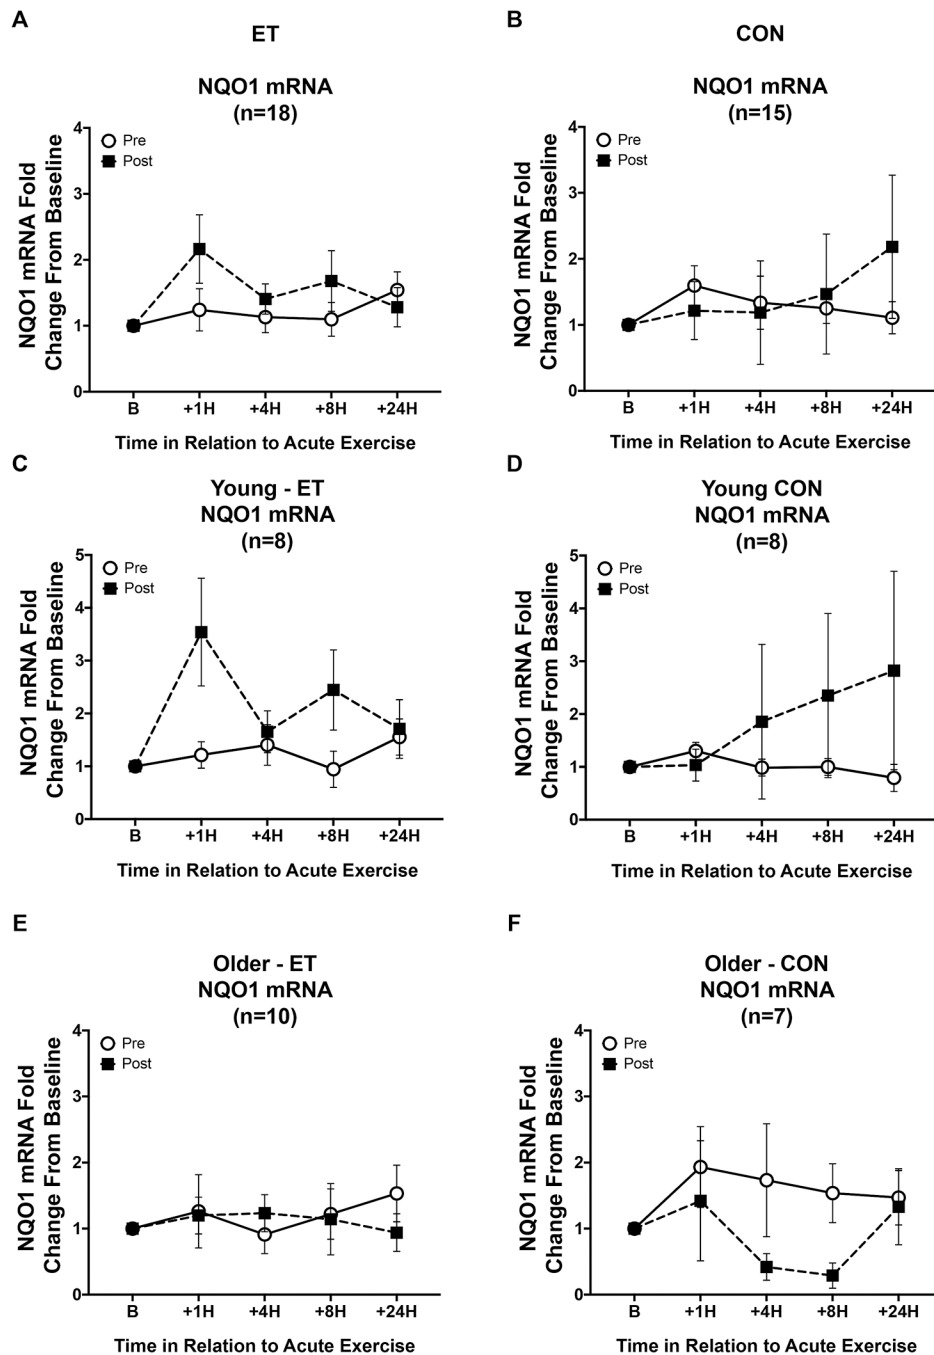 A
ET
NQO1 mRNA
(n=18)
NQO1 mRNA Fold
Change From Baseline
4
3
2
1
0
Pre
Post
B
+1H
+4H
+8H
+24H
Time in Relation to Acute Exercise
B
CON
NQO1 mRNA
(n=15)
NQO1 mRNA Fold
Change From Baseline
4
3
2
1
0
Pre
Post
B
+1H
+4H
+8H
+24H
Time in Relation to Acute Exercise
C
Young - ET
NQO1 mRNA
(n=8)
NQO1 mRNA Fold
Change From Baseline
5
4
3
2
1
0
Pre
Post
B
+1H
+4H
+8H
+24H
Time in Relation to Acute Exercise
D
Young CON
NQO1 mRNA
(n=8)
NQO1 mRNA Fold
Change From Baseline
5
4
3
2
1
0
Pre
Post
B
+1H
+4H
+8H
+24H
Time in Relation to Acute Exercise
E
Older - ET
NQO1 mRNA
(n=10)
NQO1 mRNA Fold
Change From Baseline
4
3
2
1
0
Pre
Post
B
+1H
+4H
+8H
+24H
Time in Relation to Acute Exercise
F
Older - CON
NQO1 mRNA
(n=7)
NQO1 mRNA Fold
Change From Baseline
4
3
2
1
0
Pre
Post
B
+1H
+4H
+8H
+24H
Time in Relation to Acute Exercise